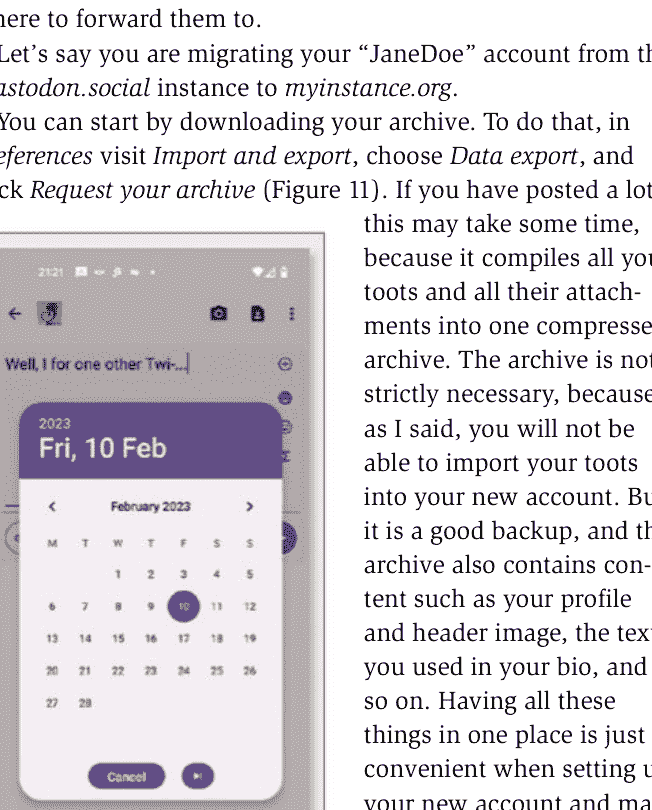 here to forward them to.
Let’s say you are migrating your “JaneDoe” account from th
astodon.social instance to myinstance.org.
You can start by downloading your archive. To do that, in
eferences visit Import and export, choose Data export, and
ck Request your archive (Figure 11). If you have posted a lot
this may take some time,
because it compiles all you
toots and all their attach-
ments into one compresse
archive. The archive is not
strictly necessary, because
as I said, you will not be
able to import your toots
into your new account. Bu
it is a good backup, and th
archive also contains con-
tent such as your profile
and header image, the text
you used in your bio, and
so on. Having all these
things in one place is just
convenient when setting u
your new account and ma
21:21
Well, I for one other Twi-...
2023
Fri, 10 Feb
February 2023
M T W T F S S
1 2 3 4 5
6 7 8 9 10 11 12
13 14 15 16 17 18 19
20 21 22 23 24 25 26
27 28
Cancel